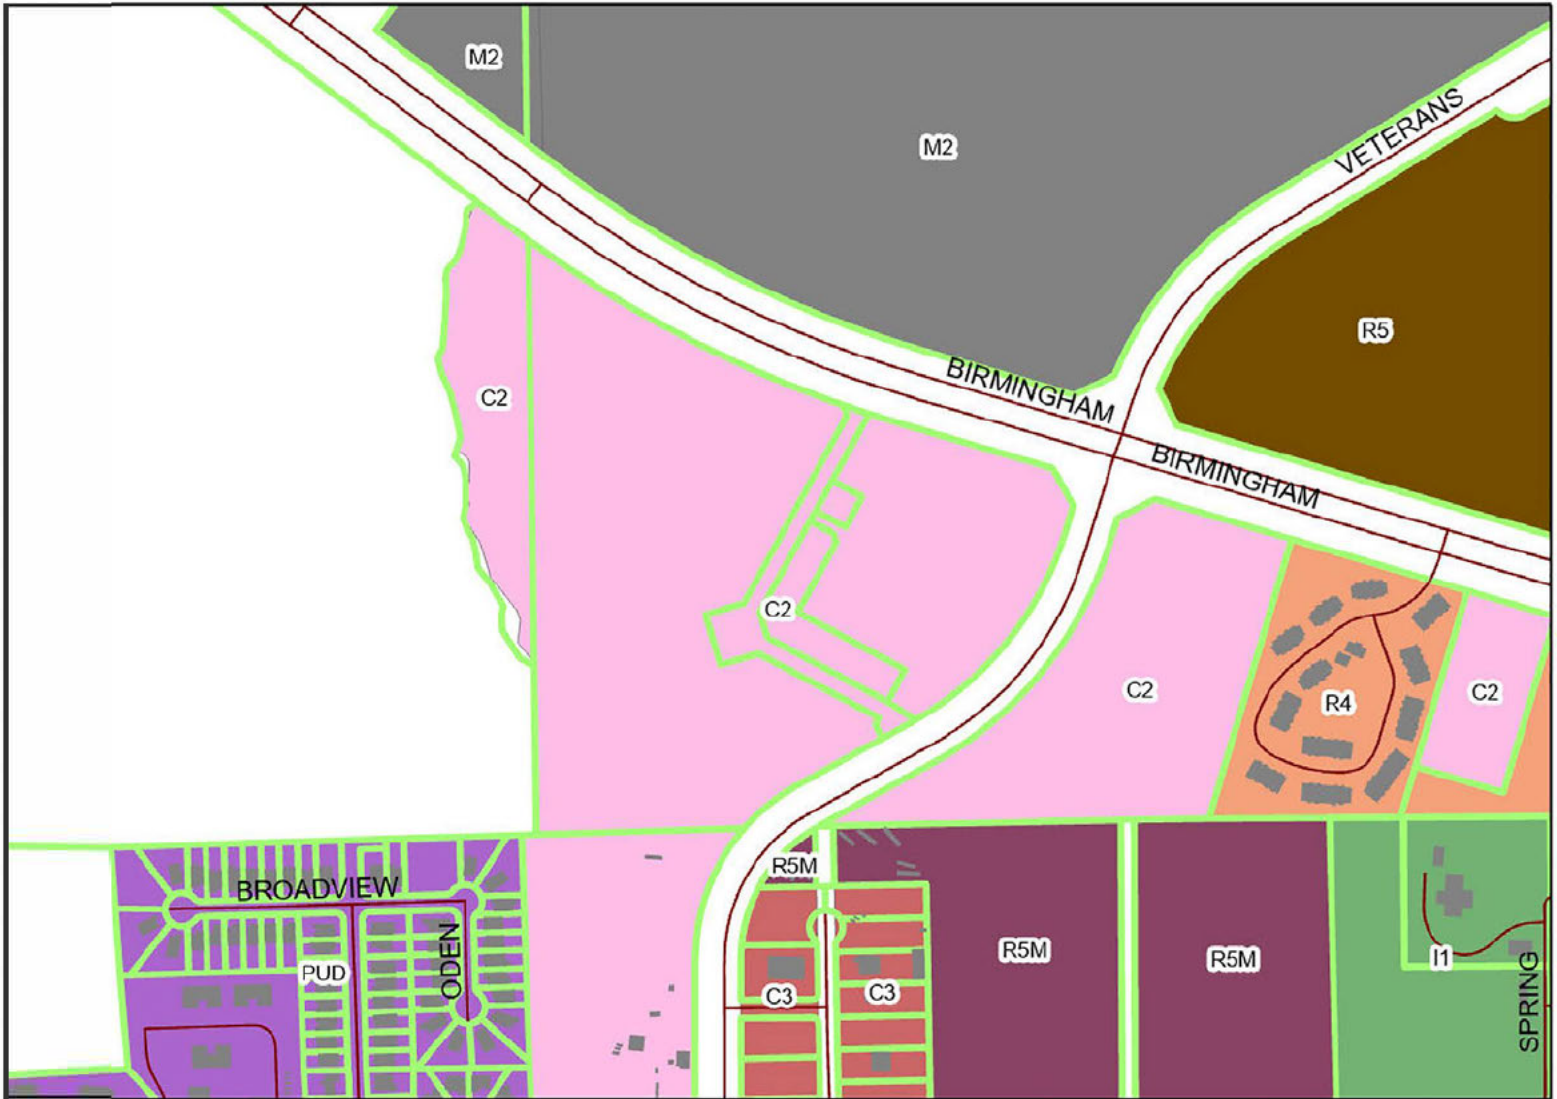 M2
M2
VETERANS
R5
BIRMINGHAM
C2
BIRMINGHAM
C2
C2
R4
C2
R5M
BROADVIEW
ODEN
PUD
R5M
R5M
I1
C3
C3
SPRING